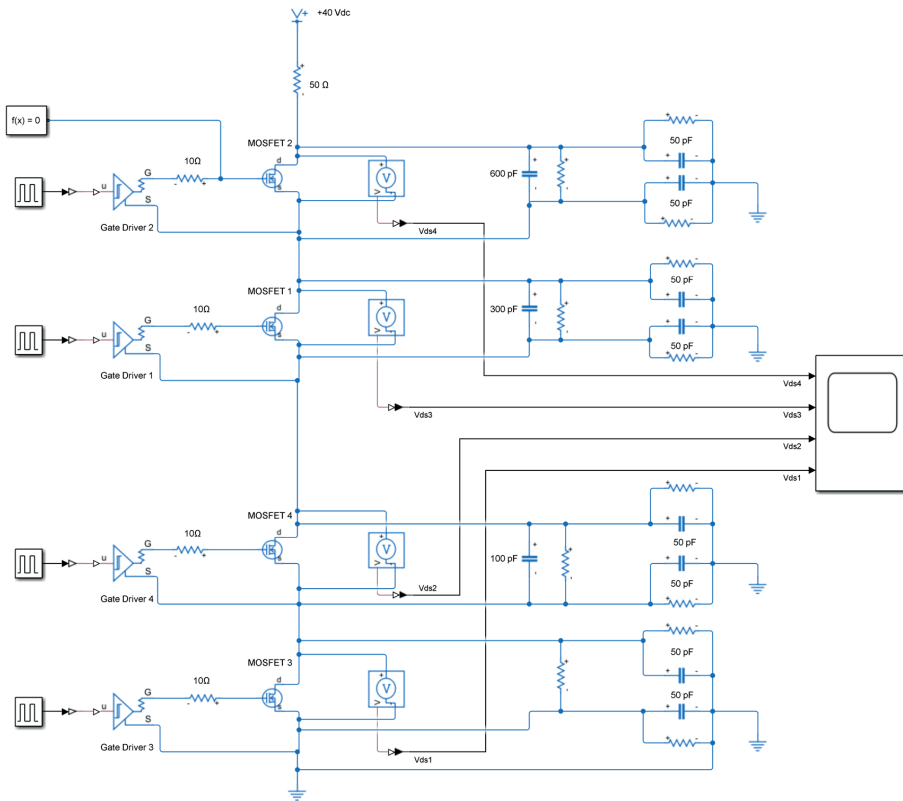 +40 Vdc
50 Ω
f(x) = 0
MOSFET 2
10Ω
u
G
S
d
s
V
V
Gate Driver 2
Vds4
600 pF
50 pF
50 pF
MOSFET 1
10Ω
u
G
S
d
s
V
V
Gate Driver 1
Vds3
300 pF
50 pF
50 pF
Vds4
Vds3
Vds2
Vds1
MOSFET 4
10Ω
u
G
S
d
s
V
V
Gate Driver 4
Vds2
100 pF
50 pF
50 pF
MOSFET 3
10Ω
u
G
S
d
s
V
V
Gate Driver 3
Vds1
50 pF
50 pF